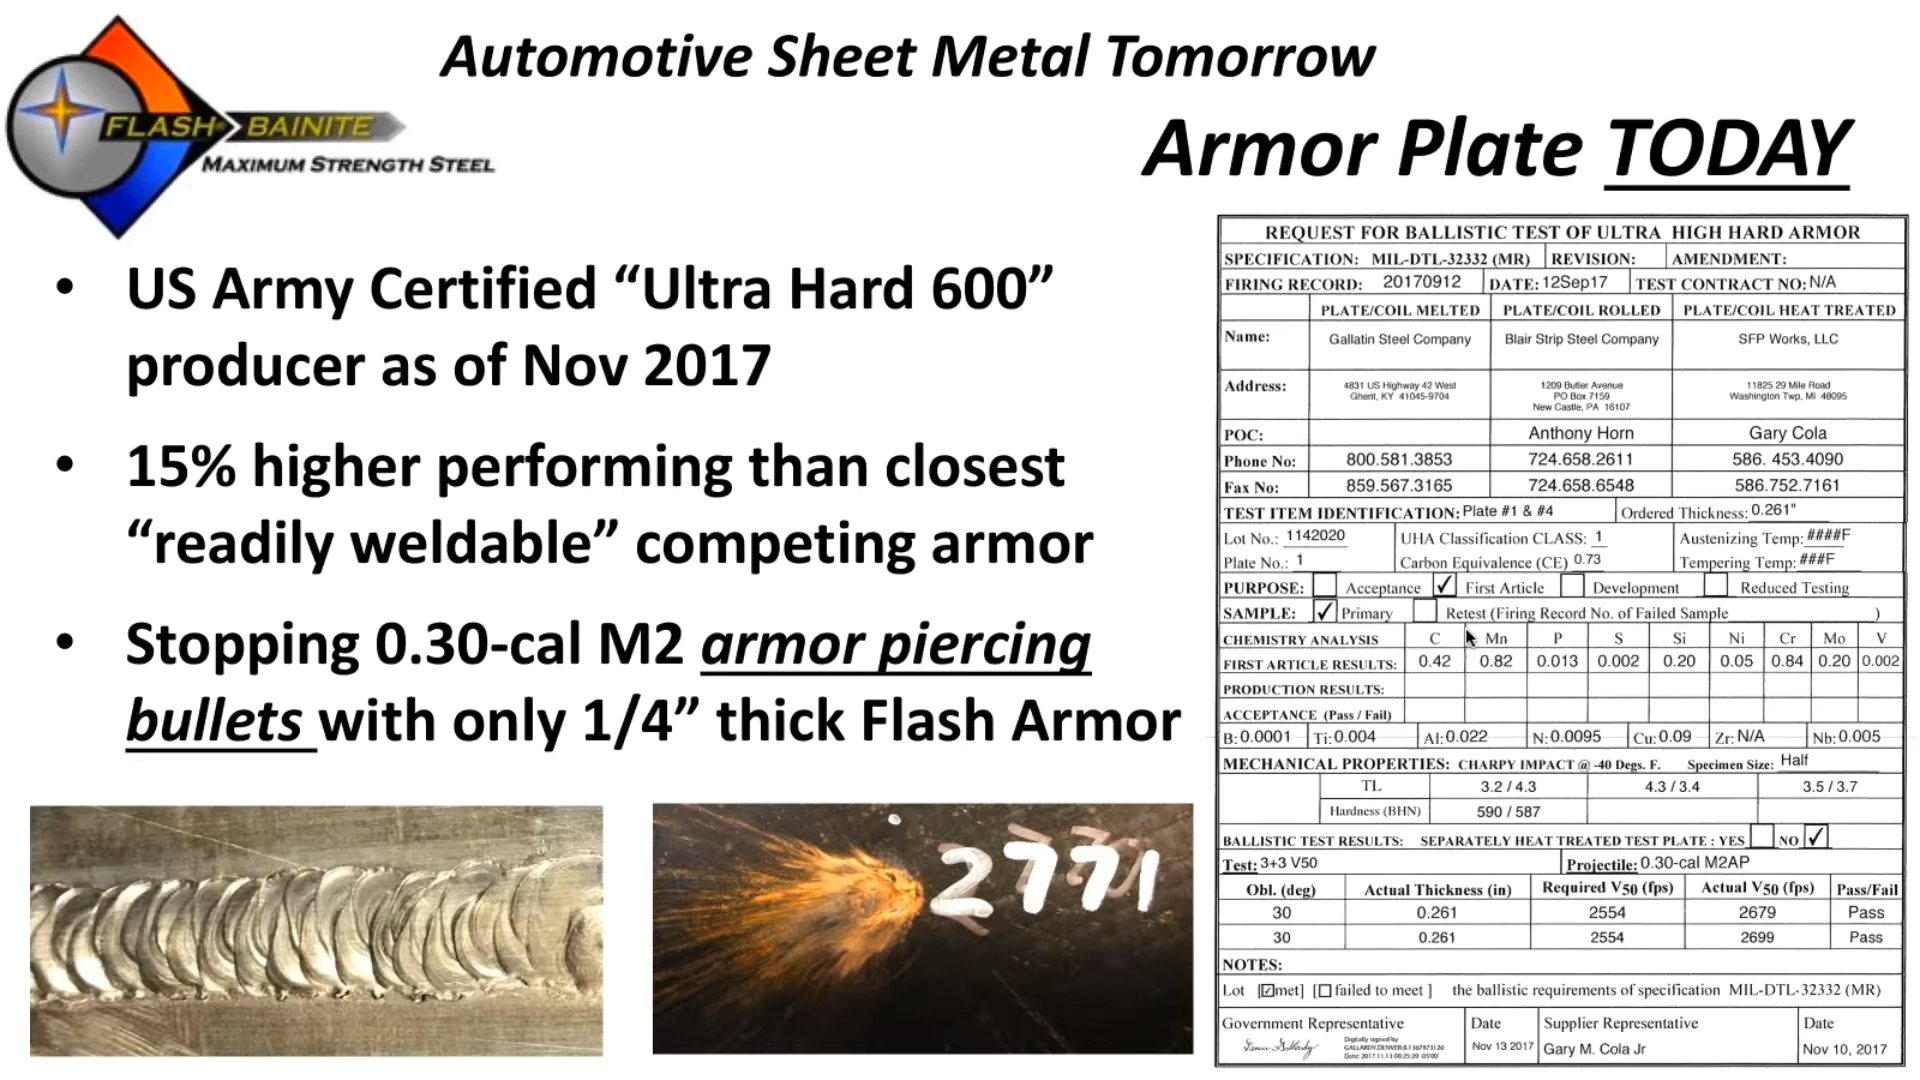 FLASH® BAINITE
MAXIMUM STRENGTH STEEL
Automotive Sheet Metal Tomorrow
Armor Plate TODAY
• US Army Certified “Ultra Hard 600”
producer as of Nov 2017
• 15% higher performing than closest
“readily weldable” competing armor
• Stopping 0.30-cal M2 armor piercing
bullets with only 1/4” thick Flash Armor
2771
REQUEST FOR BALLISTIC TEST OF ULTRA HIGH HARD ARMOR
SPECIFICATION: MIL-DTL-32332 (MR) REVISION: AMENDMENT:
FIRING RECORD: 20170912 DATE: 12Sep17 TEST CONTRACT NO: N/A
PLATE/COIL MELTED PLATE/COIL ROLLED PLATE/COIL HEAT TREATED
Name: Gallatin Steel Company Blair Strip Steel Company SFP Works, LLC
Address: 4831 US Highway 42 West 1209 Butler Avenue 11825 29 Mile Road
Ghent, KY 41045-9704 PO Box 7159 Washington Twp, MI 48095
New Castle, PA 16107
POC: Anthony Horn Gary Cola
Phone No: 800.581.3853 724.658.2611 586. 453.4090
Fax No: 859.567.3165 724.658.6548 586.752.7161
TEST ITEM IDENTIFICATION: Plate #1 & #4 Ordered Thickness: 0.261"
Lot No.: 1142020 UHA Classification CLASS: 1 Austenizing Temp: ####F
Plate No.: 1 Carbon Equivalence (CE) 0.73 Tempering Temp: ###F
PURPOSE: Acceptance ✓ First Article Development Reduced Testing
SAMPLE: ✓ Primary Retest (Firing Record No. of Failed Sample )
CHEMISTRY ANALYSIS C Mn P S Si Ni Cr Mo V
FIRST ARTICLE RESULTS: 0.42 0.82 0.013 0.002 0.20 0.05 0.84 0.20 0.002
PRODUCTION RESULTS:
ACCEPTANCE (Pass / Fail)
B: 0.0001 Ti: 0.004 Al: 0.022 N: 0.0095 Cu: 0.09 Zr: N/A Nb: 0.005
MECHANICAL PROPERTIES: CHARPY IMPACT @ -40 Degs. F. Specimen Size: Half
TL 3.2 / 4.3 4.3 / 3.4 3.5 / 3.7
Hardness (BHN) 590 / 587
BALLISTIC TEST RESULTS: SEPARATELY HEAT TREATED TEST PLATE : YES NO ✓
Test: 3+3 V50 Projectile: 0.30-cal M2AP
Obl. (deg) Actual Thickness (in) Required V50 (fps) Actual V50 (fps) Pass/Fail
30 0.261 2554 2679 Pass
30 0.261 2554 2699 Pass
NOTES:
Lot [☑met] [☐failed to meet ] the ballistic requirements of specification MIL-DTL-32332 (MR)
Government Representative Date Supplier Representative Date
Digitally signed by
Nov 13 2017 Gary M. Cola Jr Nov 10, 2017